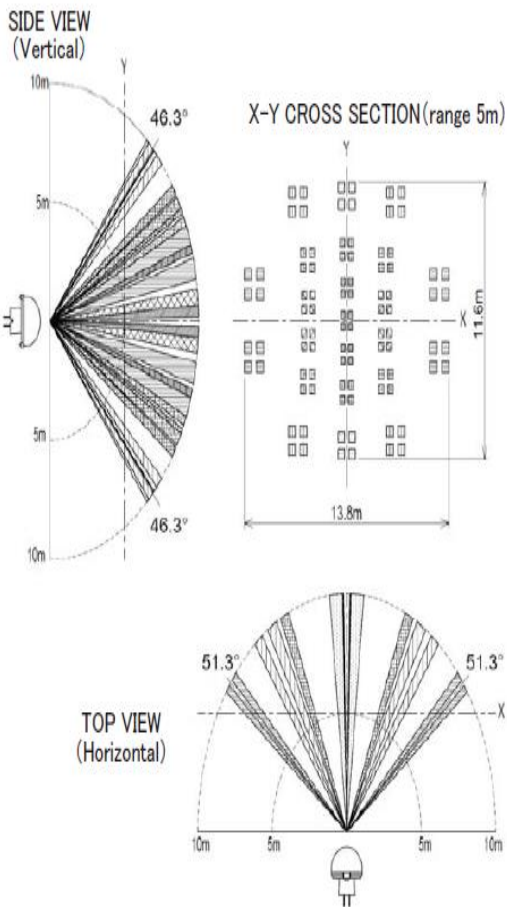 SIDE VIEW
(Vertical)
Y
10m
46.3°
X-Y CROSS SECTION(range 5m)
Y
5m
X
11.6m
5m
13.8m
46.3°
10m
51.3°
51.3°
TOP VIEW
(Horizontal)
X
10m
5m
5m
10m